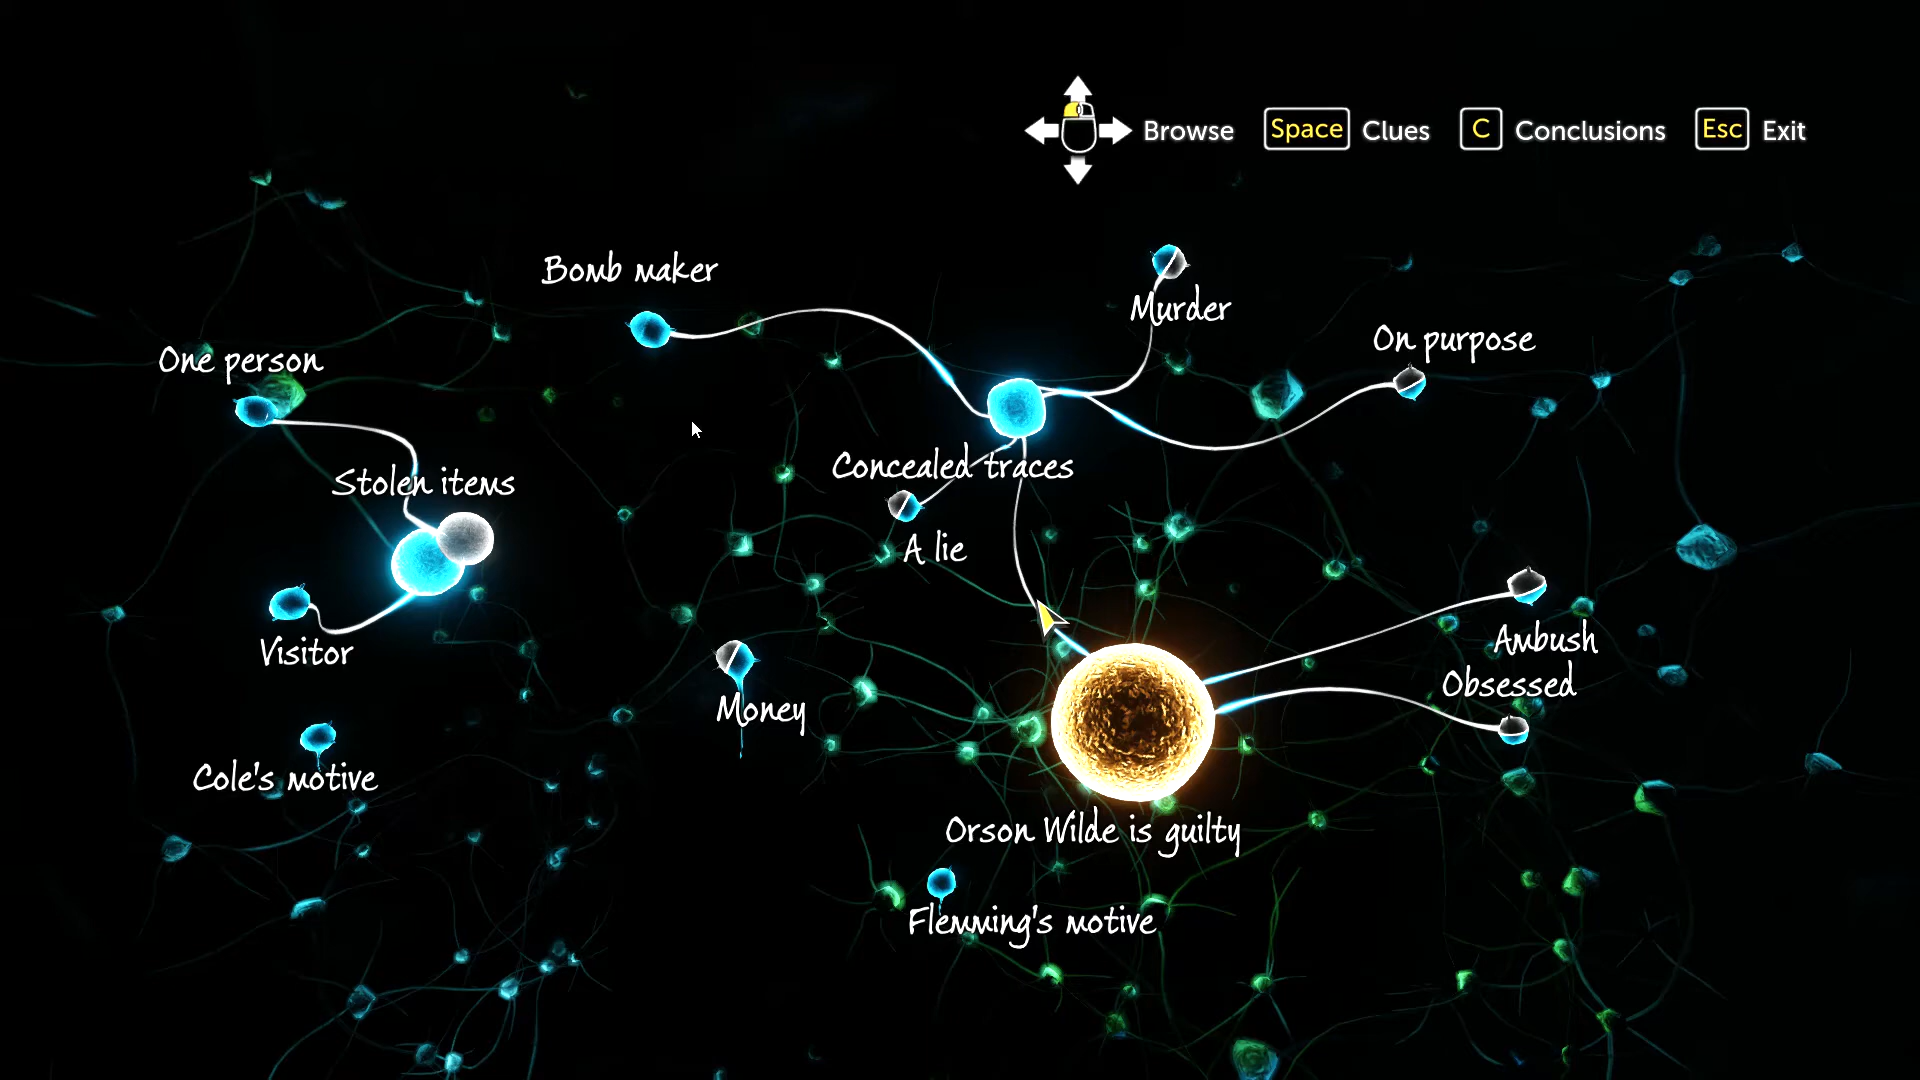 Browse
Space Clues
C Conclusions
Esc Exit
Bomb maker
Murder
On purpose
One person
Concealed traces
Stolen items
A lie
Visitor
Ambush
Obsessed
Money
Cole's motive
Orson Wilde is guilty
Flemming's motive